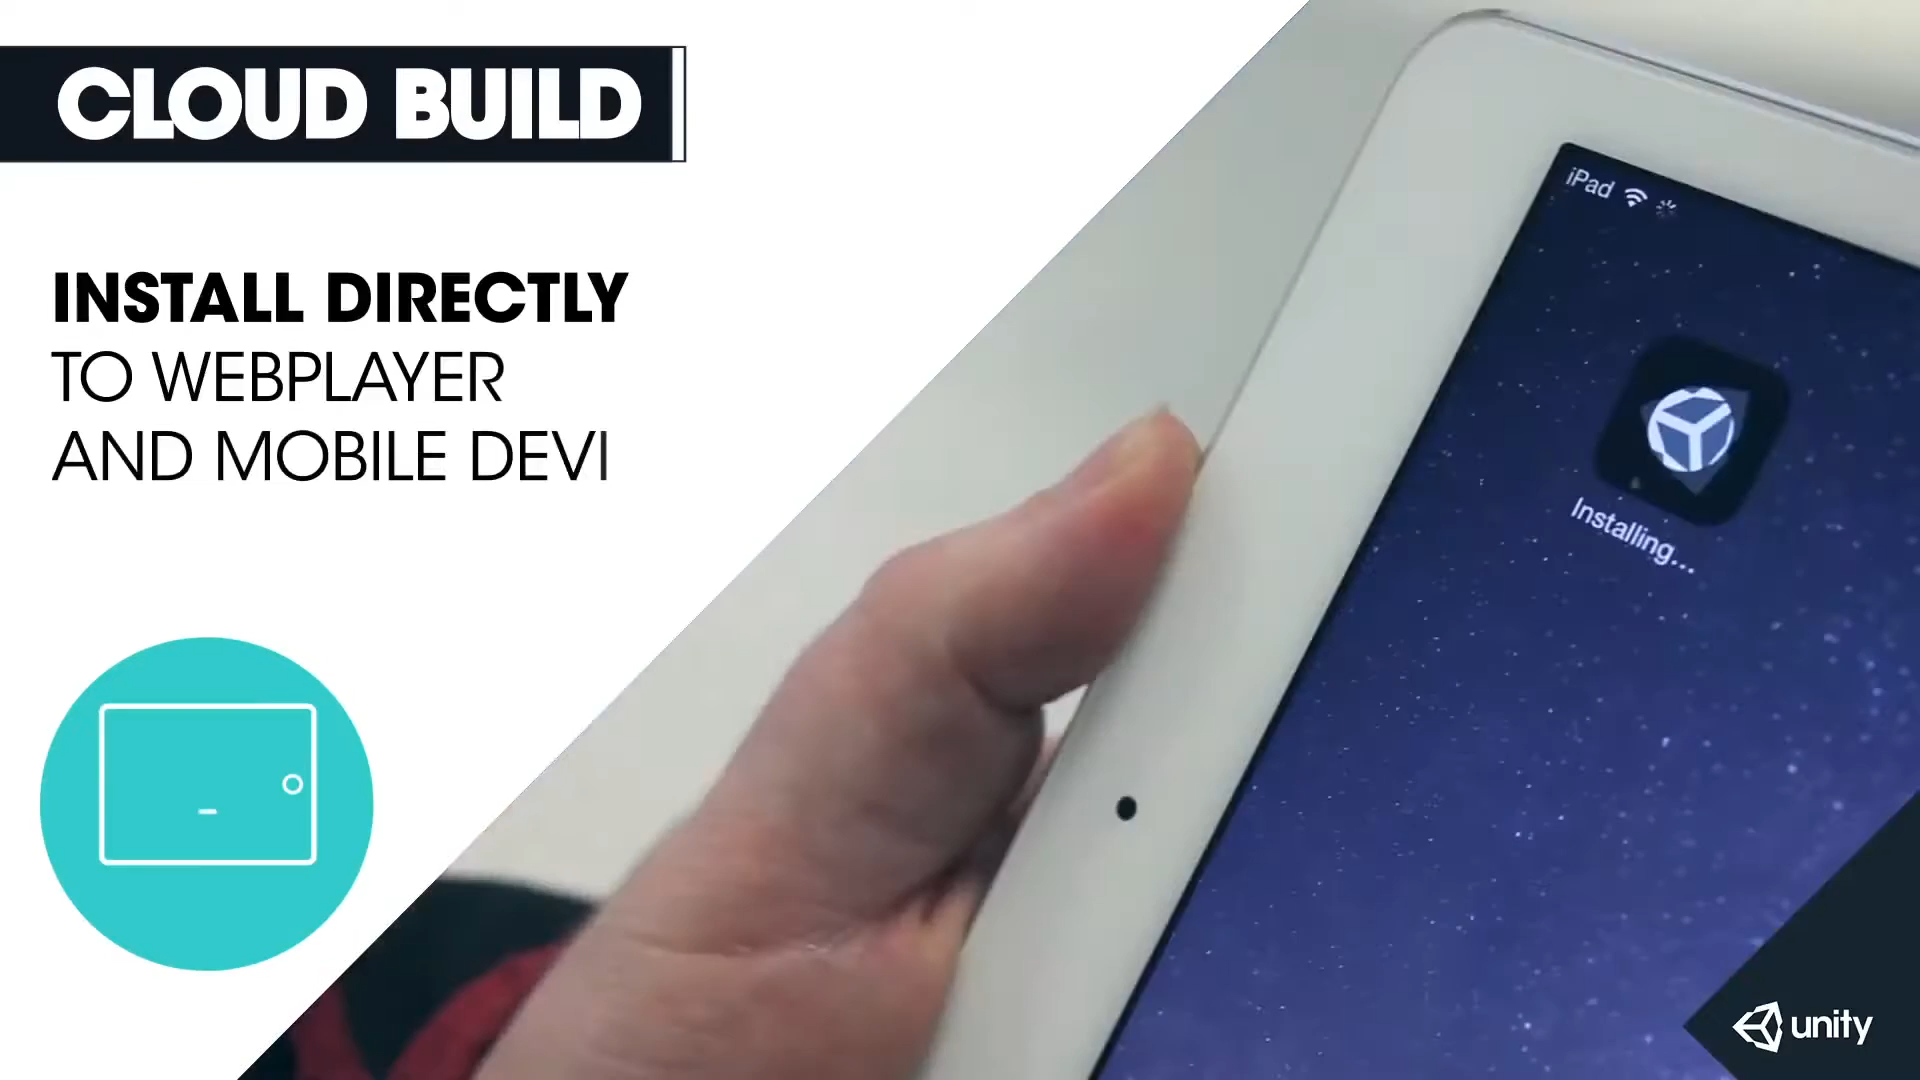 CLOUD BUILD
INSTALL DIRECTLY
TO WEBPLAYER
AND MOBILE DEVI
iPad
Installing...
unity